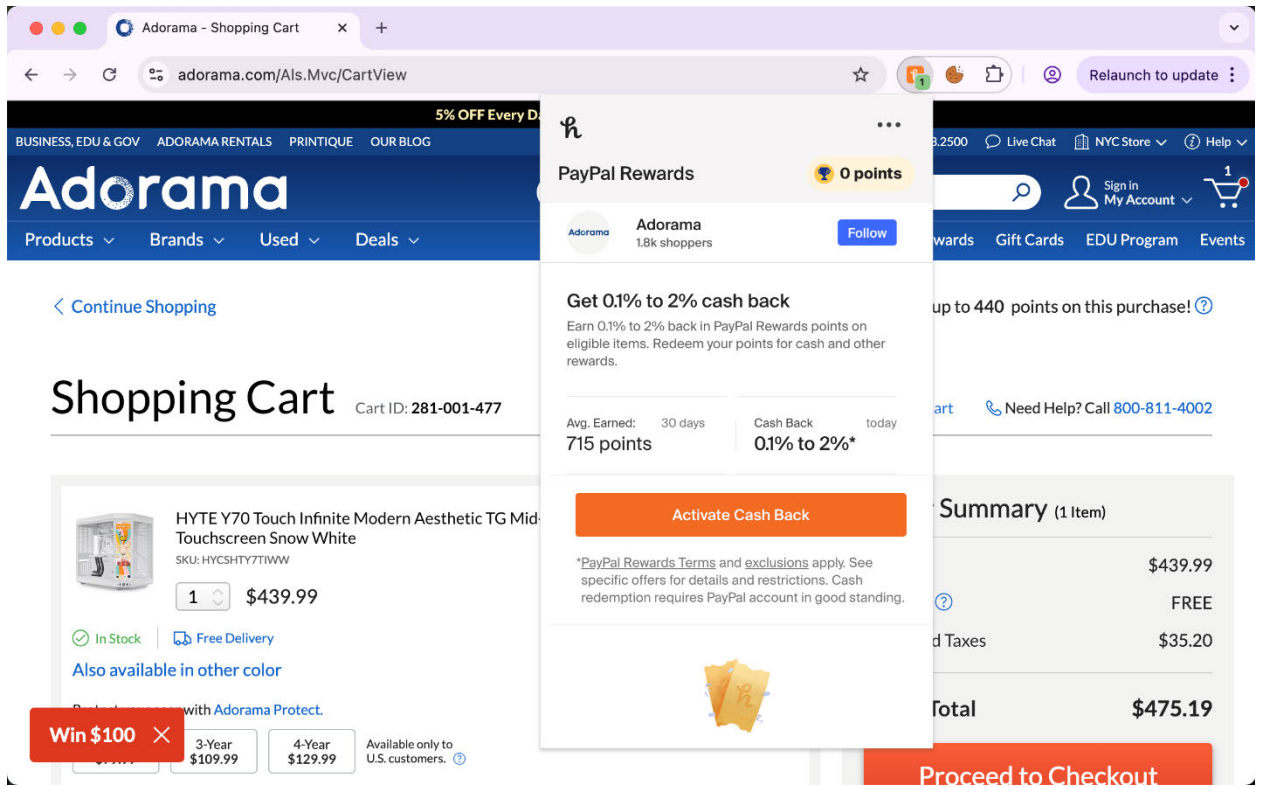 Adorama - Shopping Cart
adorama.com/Als.Mvc/CartView
1
Relaunch to update
5% OFF Every
BUSINESS, EDU & GOV ADORAMA RENTALS PRINTIQUE OUR BLOG
.2500 Live Chat NYC Store Help
Adorama
Sign in
My Account
1
Products Brands Used Deals
wards Gift Cards EDU Program Events
PayPal Rewards
0 points
Adorama
Adorama
1.8k shoppers
Follow
Get 0.1% to 2% cash back
Earn 0.1% to 2% back in PayPal Rewards points on
eligible items. Redeem your points for cash and other
rewards.
Avg. Earned: 30 days
715 points
Cash Back today
0.1% to 2%*
Activate Cash Back
*PayPal Rewards Terms and exclusions apply. See
specific offers for details and restrictions. Cash
redemption requires PayPal account in good standing.
Continue Shopping
up to 440 points on this purchase!
Shopping Cart Cart ID: 281-001-477
art Need Help? Call 800-811-4002
HYTE Y70 Touch Infinite Modern Aesthetic TG Mid-
Touchscreen Snow White
SKU: HYCSHTY7TIWW
1 $439.99
In Stock Free Delivery
Also available in other color
with Adorama Protect.
Win $100
3-Year
$109.99
4-Year
$129.99
Available only to
U.S. customers.
Summary (1 Item)
$439.99
FREE
d Taxes $35.20
Total $475.19
Proceed to Checkout